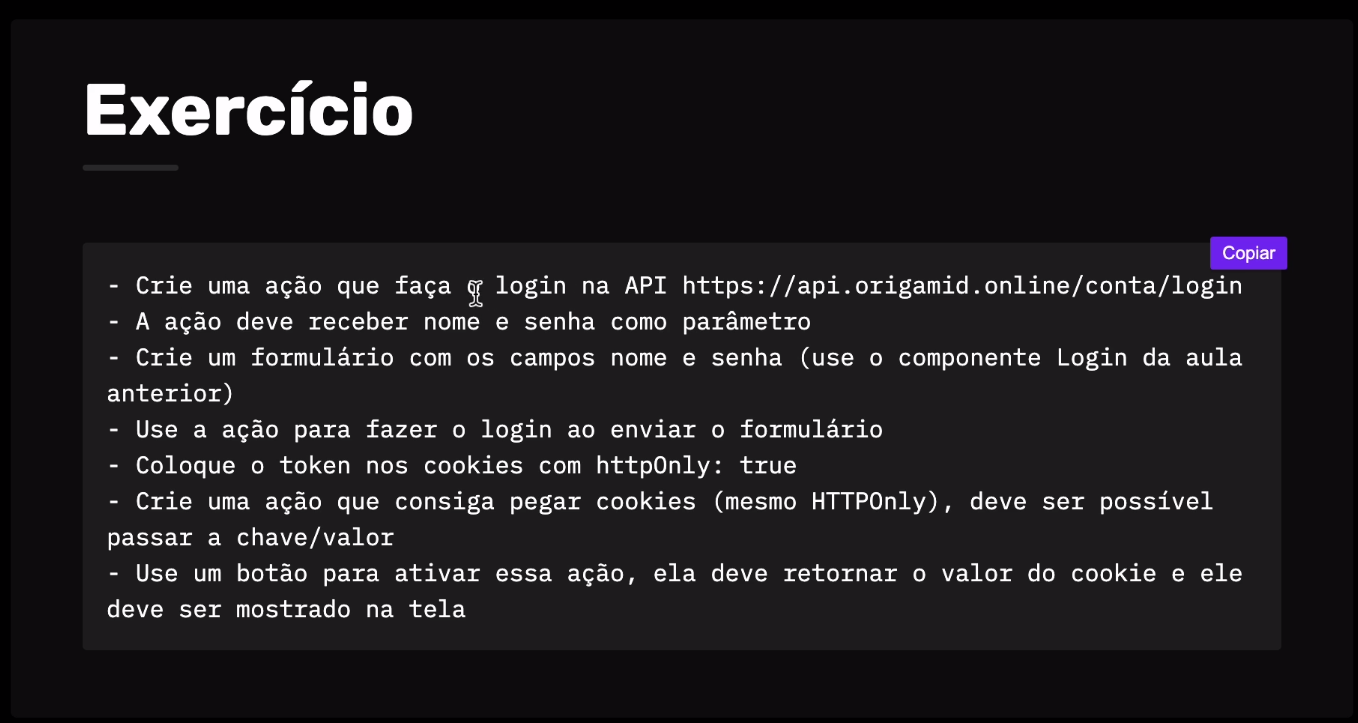 Exercício
Copiar
- Crie uma ação que faça o login na API https://api.origamid.online/conta/login
- A ação deve receber nome e senha como parâmetro
- Crie um formulário com os campos nome e senha (use o componente Login da aula
anterior)
- Use a ação para fazer o login ao enviar o formulário
- Coloque o token nos cookies com httpOnly: true
- Crie uma ação que consiga pegar cookies (mesmo HTTPOnly), deve ser possível
passar a chave/valor
- Use um botão para ativar essa ação, ela deve retornar o valor do cookie e ele
deve ser mostrado na tela